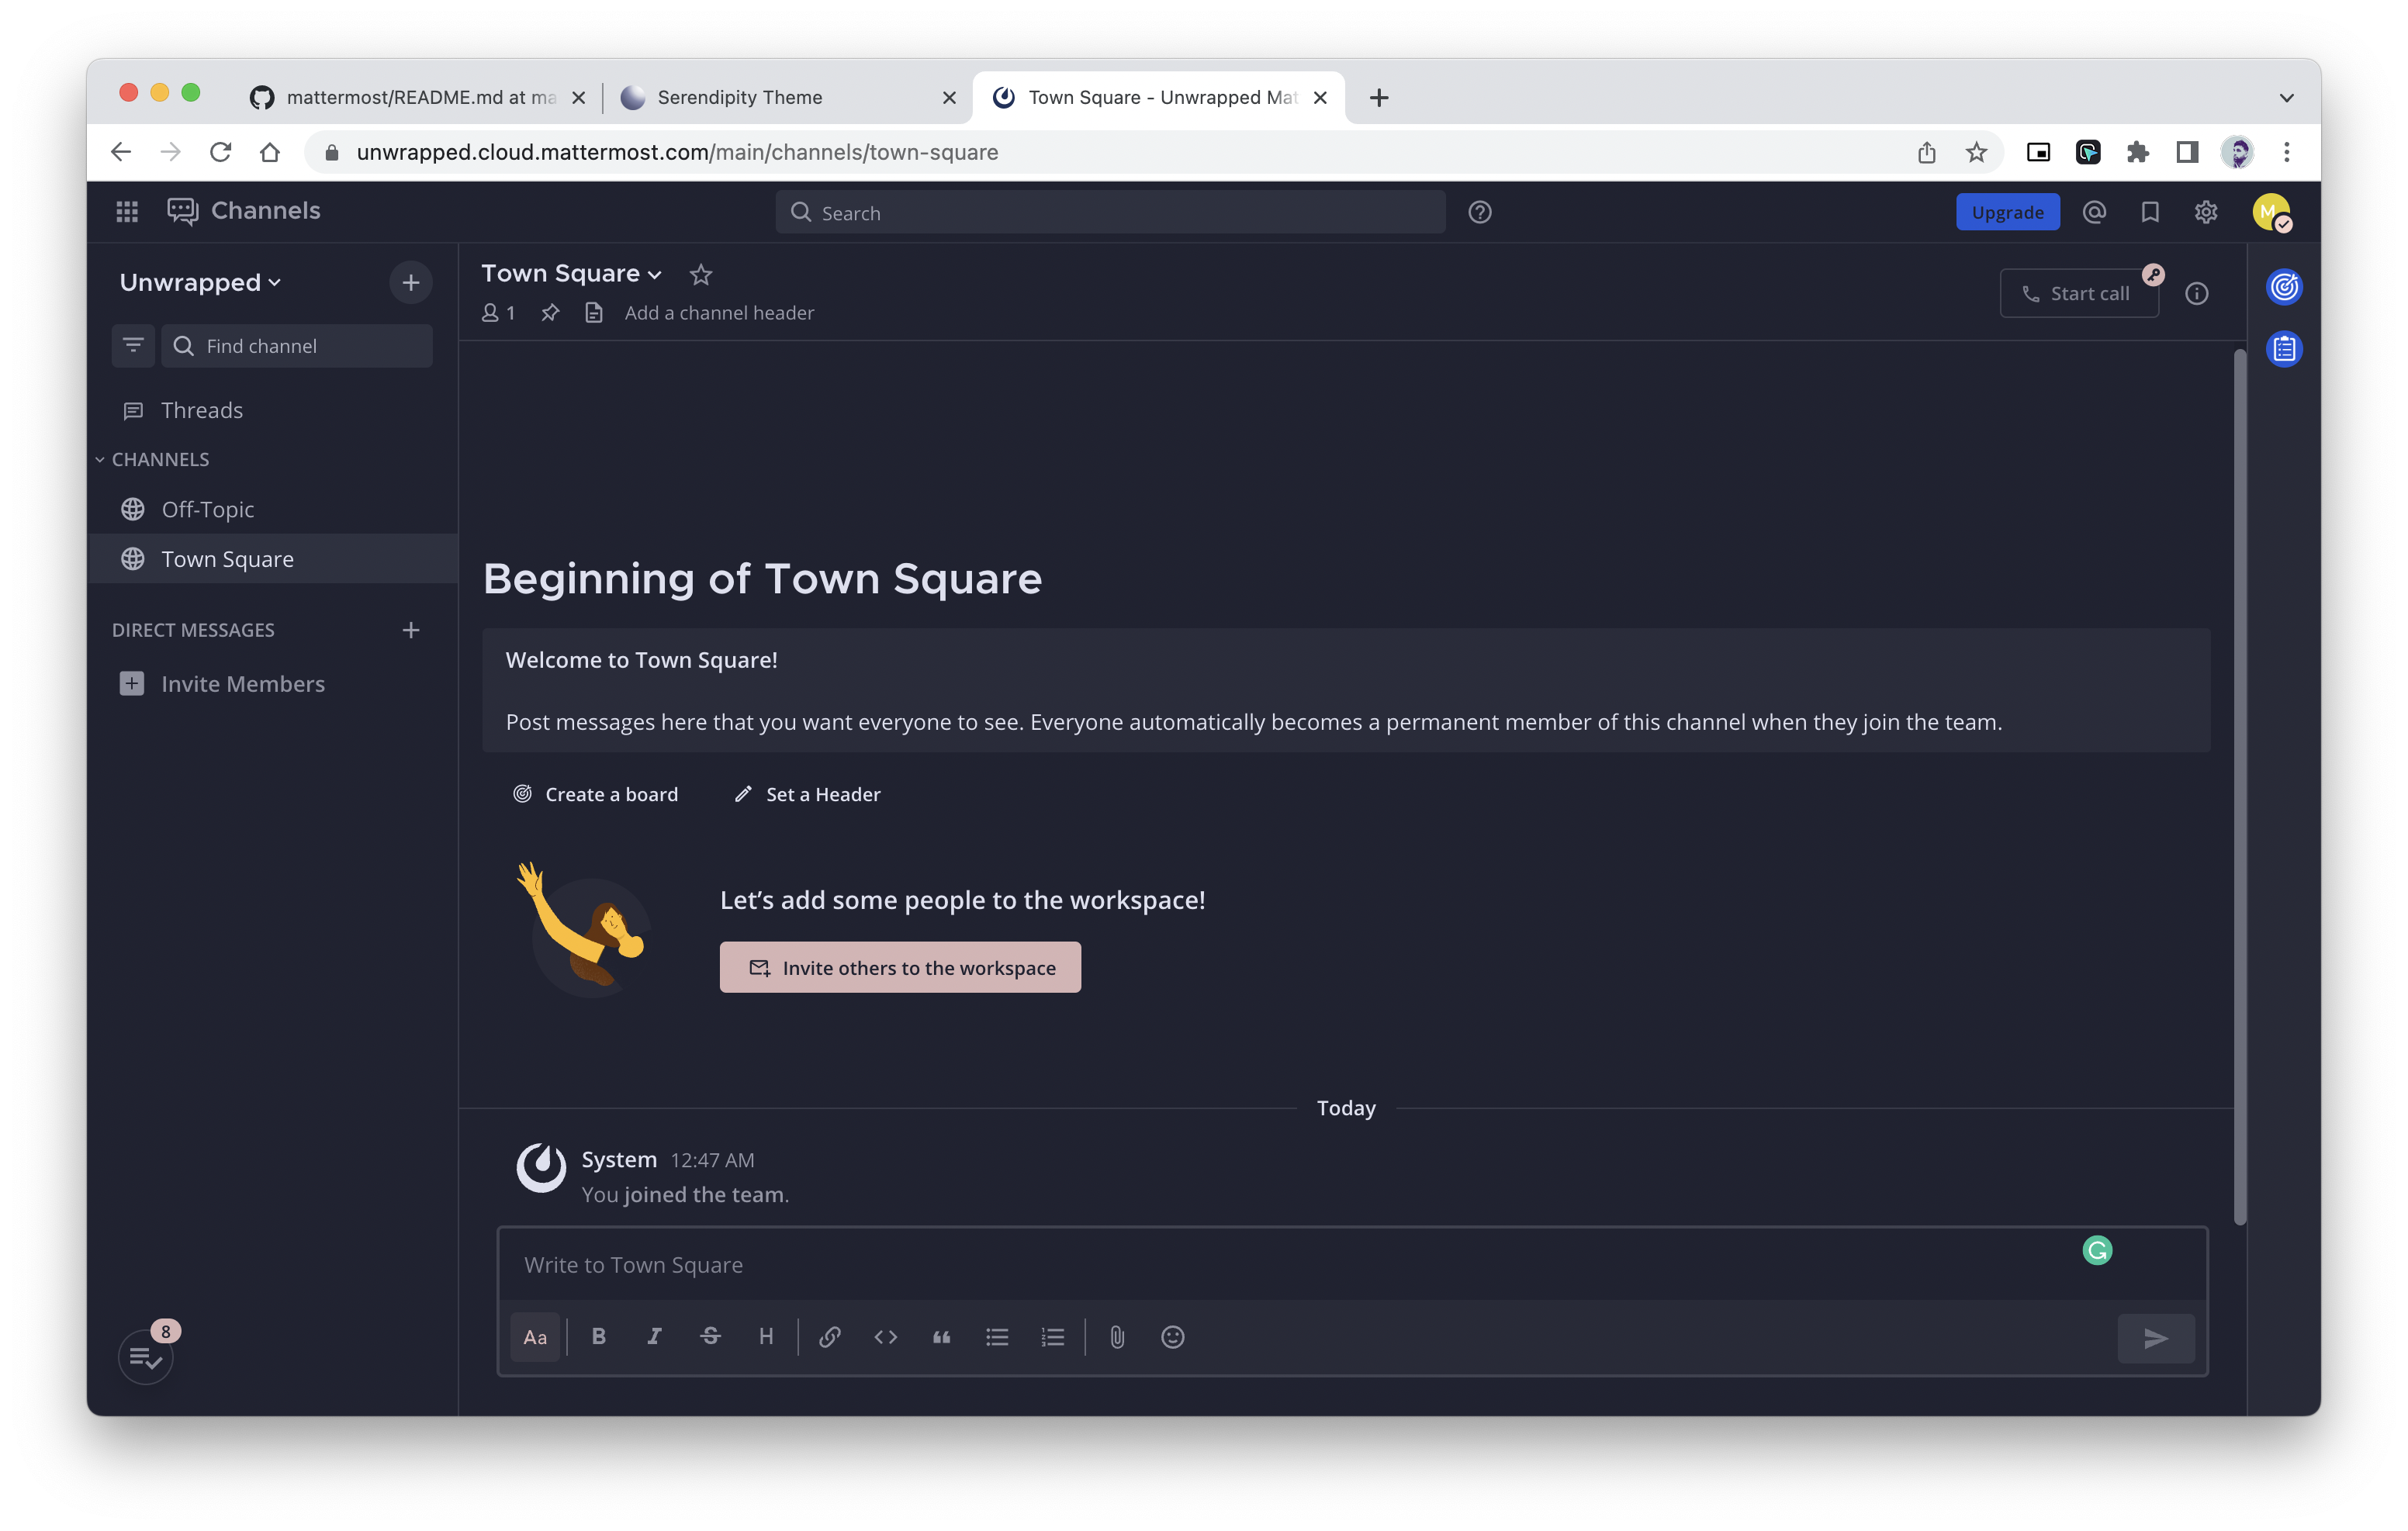 mattermost/README.md at ma
Serendipity Theme
Town Square - Unwrapped Mat
unwrapped.cloud.mattermost.com/main/channels/town-square
Channels
Search
Upgrade
M
Unwrapped
Find channel
Threads
CHANNELS
Off-Topic
Town Square
DIRECT MESSAGES
Invite Members
8
Town Square
1
Add a channel header
Start call
Beginning of Town Square
Welcome to Town Square!
Post messages here that you want everyone to see. Everyone automatically becomes a permanent member of this channel when they join the team.
Create a board
Set a Header
Let’s add some people to the workspace!
Invite others to the workspace
Today
System 12:47 AM
You joined the team.
Write to Town Square
Aa B I S H